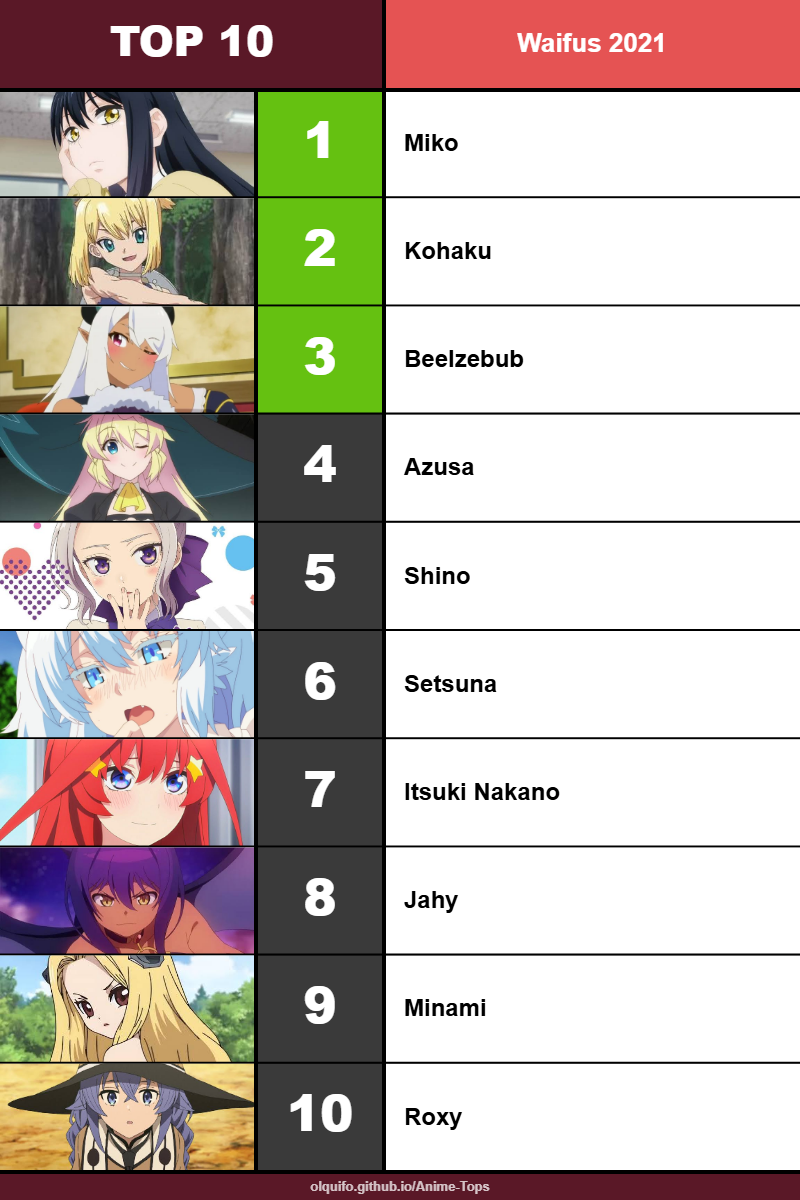 TOP 10
Waifus 2021
1 Miko
2 Kohaku
3 Beelzebub
4 Azusa
5 Shino
6 Setsuna
7 Itsuki Nakano
8 Jahy
9 Minami
10 Roxy
olquifo.github.io/Anime-Tops